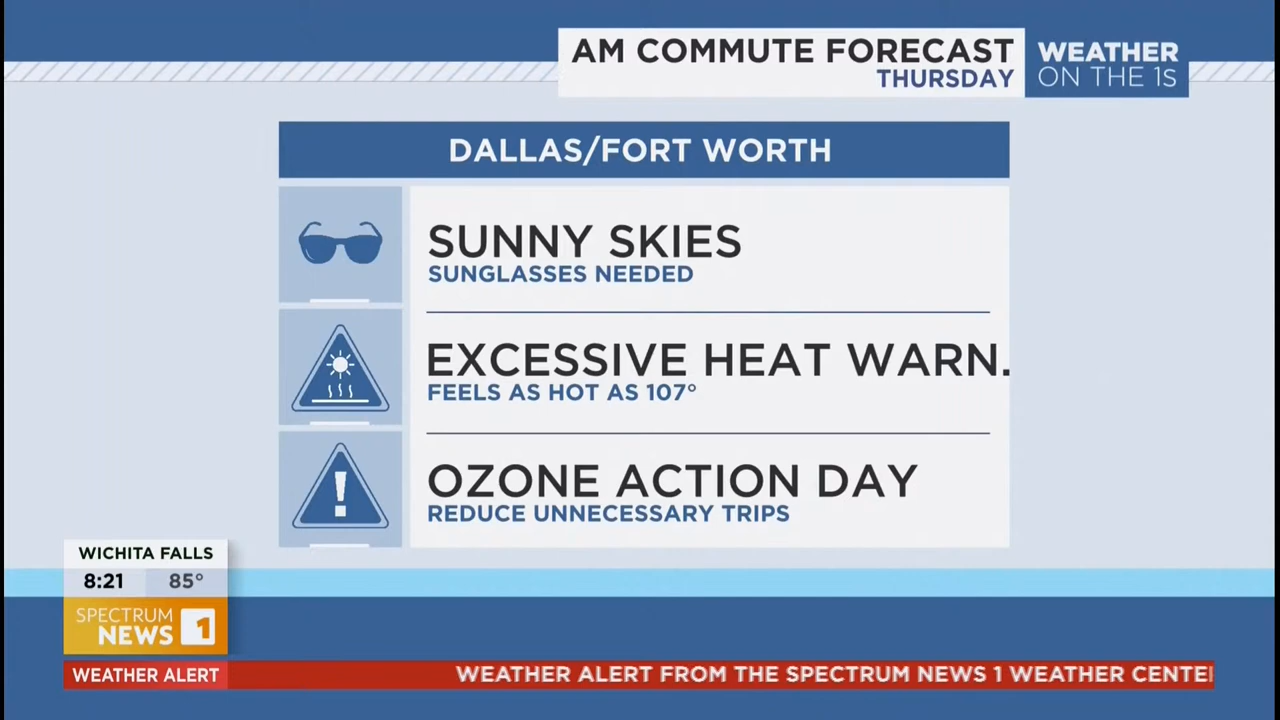 AM COMMUTE FORECAST
THURSDAY
WEATHER
ON THE 1S
DALLAS/FORT WORTH
SUNNY SKIES
SUNGLASSES NEEDED
EXCESSIVE HEAT WARN.
FEELS AS HOT AS 107°
OZONE ACTION DAY
REDUCE UNNECESSARY TRIPS
WICHITA FALLS
8:21 85°
SPECTRUM
NEWS 1
WEATHER ALERT
WEATHER ALERT FROM THE SPECTRUM NEWS 1 WEATHER CENTE